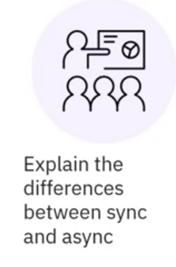 Explain the
differences
between sync
and async